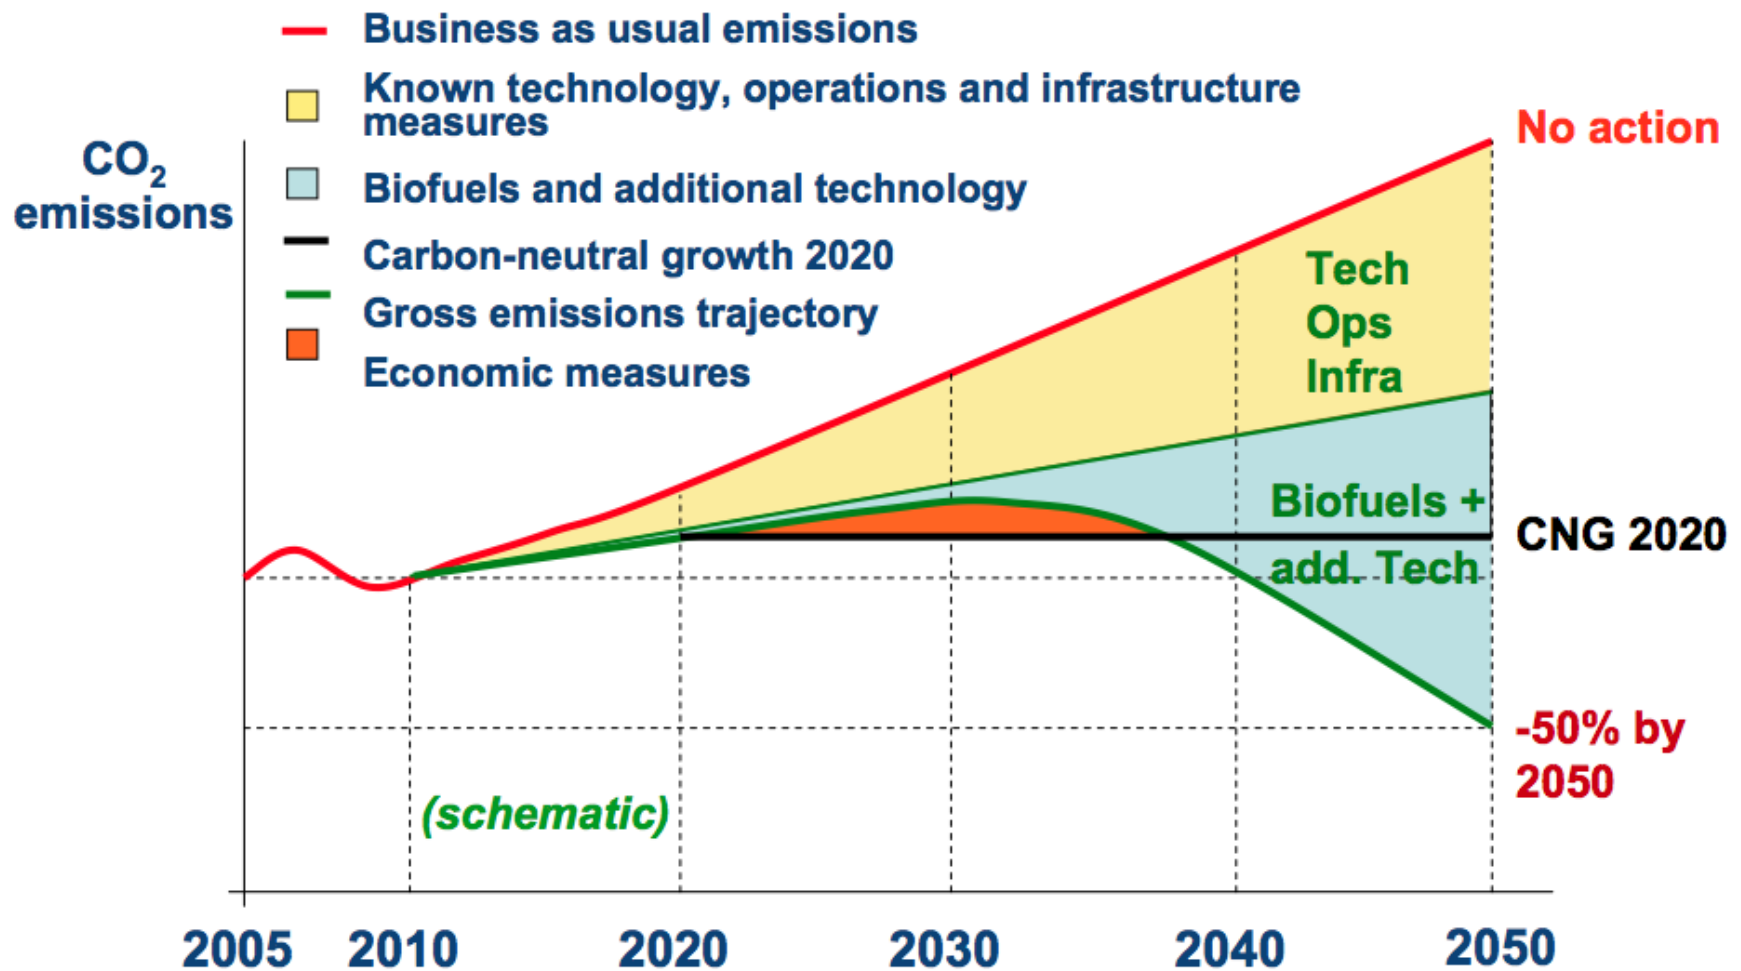 Business as usual emissions
Known technology, operations and infrastructure
measures
Biofuels and additional technology
Carbon-neutral growth 2020
Gross emissions trajectory
Economic measures
CO₂
emissions
No action
Tech
Ops
Infra
Biofuels +
add. Tech
CNG 2020
-50% by
2050
(schematic)
2005 2010 2020 2030 2040 2050